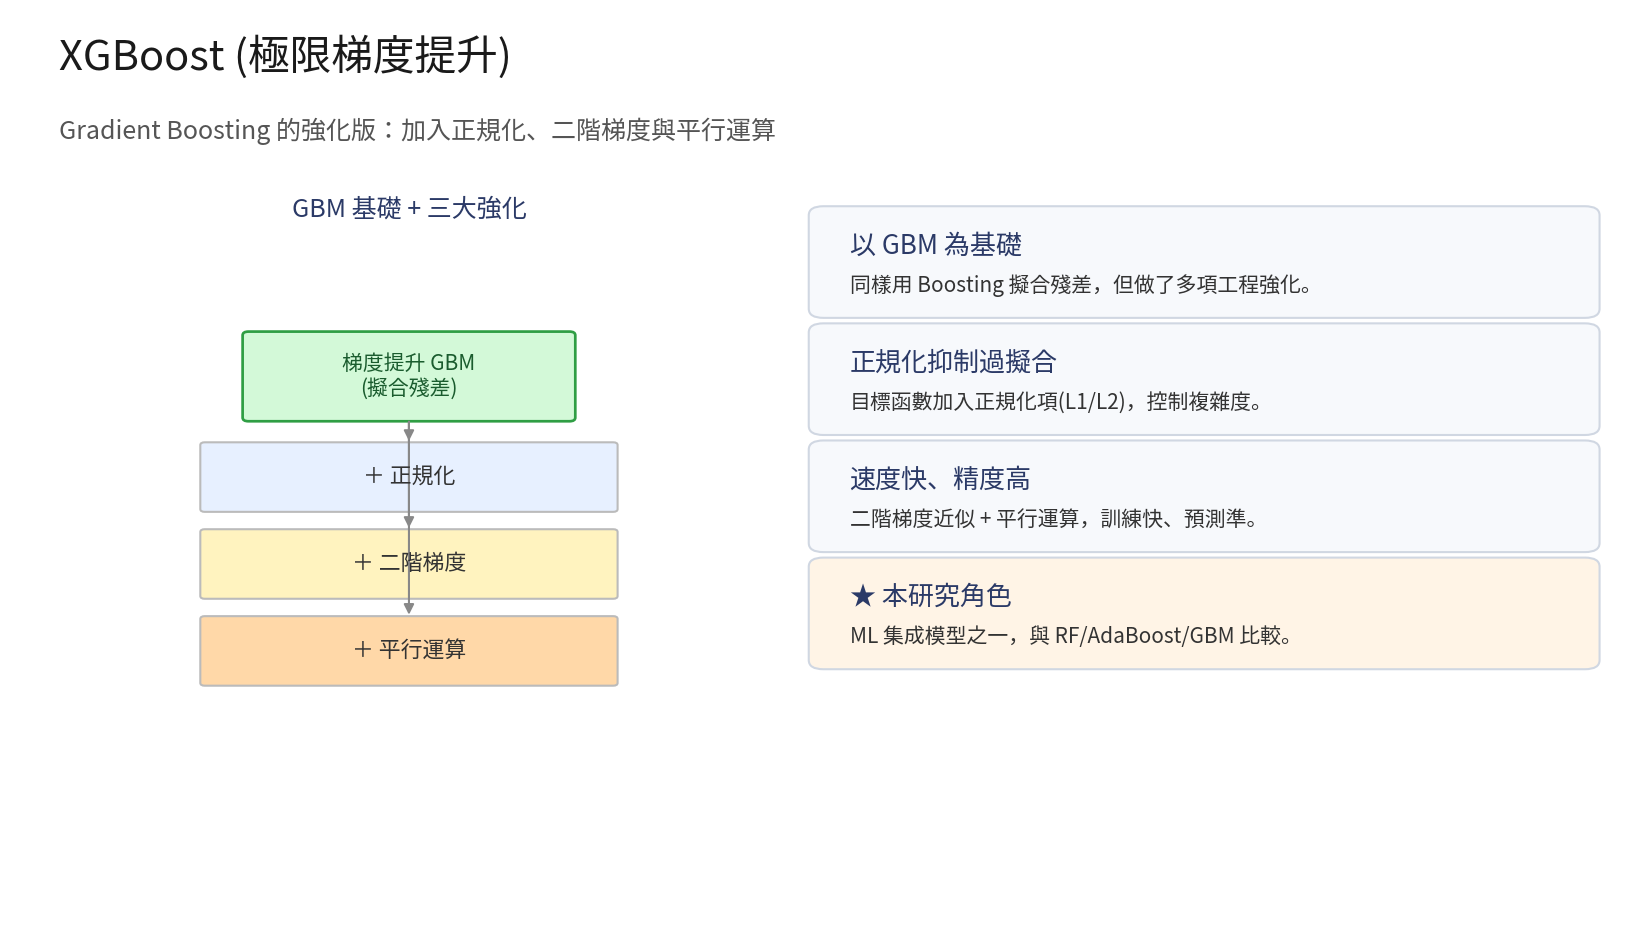 XGBoost (極限梯度提升)
Gradient Boosting 的強化版：加入正規化、二階梯度與平行運算
GBM 基礎 + 三大強化
梯度提升 GBM
(擬合殘差)
＋ 正規化
＋ 二階梯度
＋ 平行運算
以 GBM 為基礎
同樣用 Boosting 擬合殘差，但做了多項工程強化。
正規化抑制過擬合
目標函數加入正規化項(L1/L2)，控制複雜度。
速度快、精度高
二階梯度近似 + 平行運算，訓練快、預測準。
★ 本研究角色
ML 集成模型之一，與 RF/AdaBoost/GBM 比較。